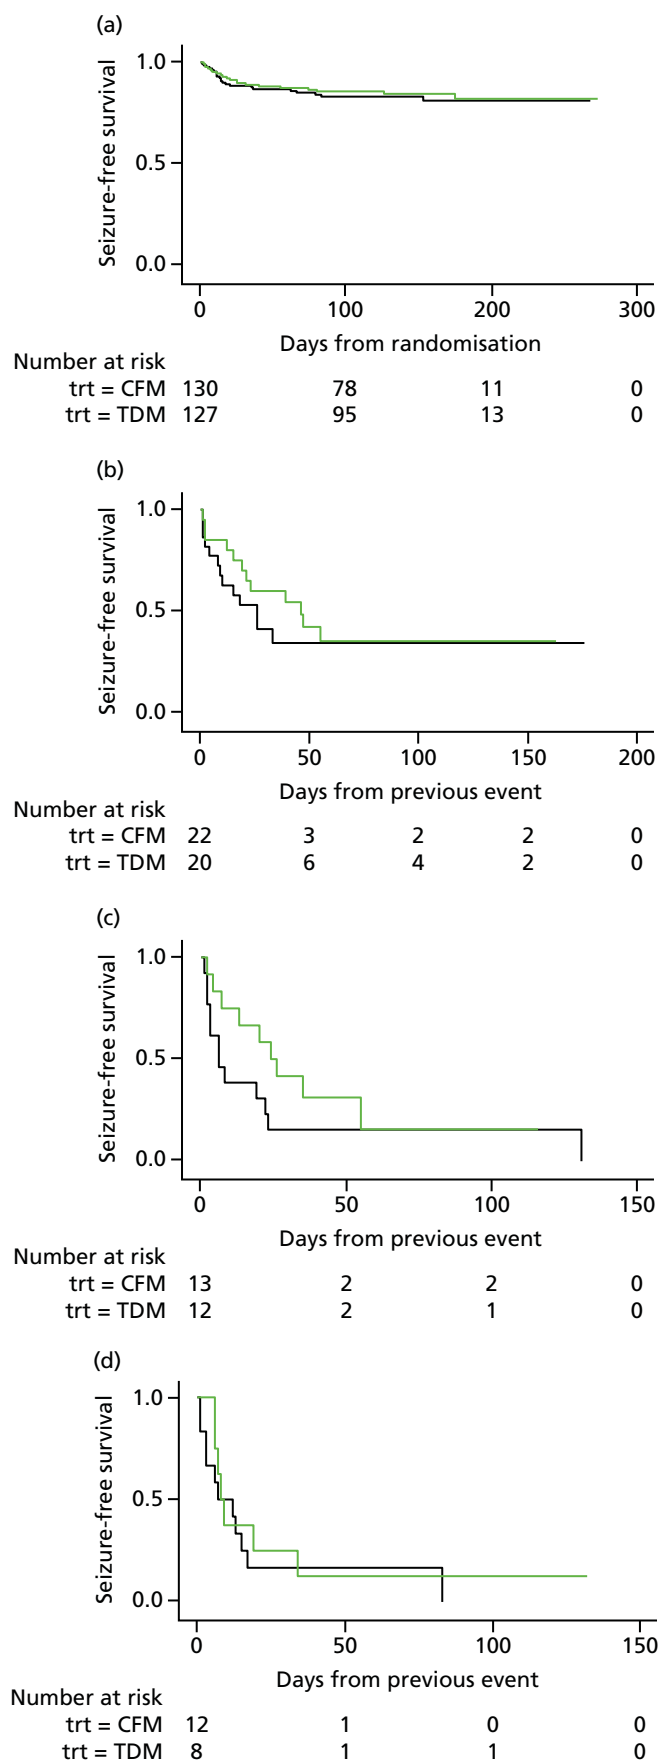 (a)
Seizure-free survival
1.0
0.5
0.0
0 100 200 300
Days from randomisation
Number at risk
trt = CFM 130 78 11 0
trt = TDM 127 95 13 0
(b)
Seizure-free survival
1.0
0.5
0.0
0 50 100 150 200
Days from previous event
Number at risk
trt = CFM 22 3 2 2 0
trt = TDM 20 6 4 2 0
(c)
Seizure-free survival
1.0
0.5
0.0
0 50 100 150
Days from previous event
Number at risk
trt = CFM 13 2 2 0
trt = TDM 12 2 1 0
(d)
Seizure-free survival
1.0
0.5
0.0
0 50 100 150
Days from previous event
Number at risk
trt = CFM 12 1 0 0
trt = TDM 8 1 1 0